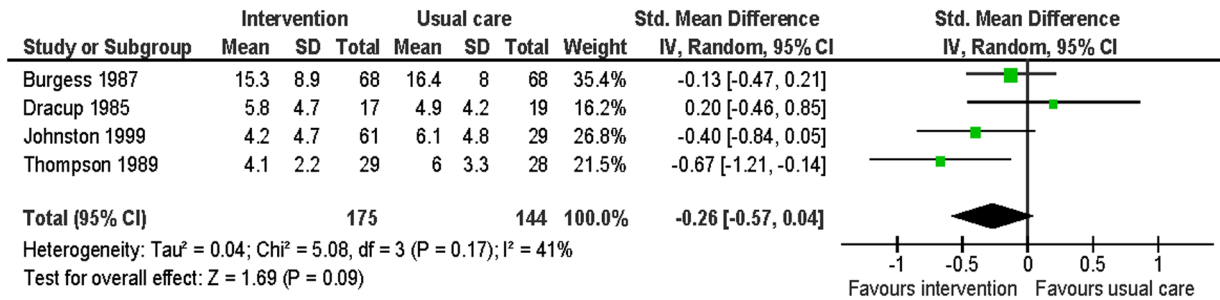 Intervention Usual care Std. Mean Difference Std. Mean Difference
Study or Subgroup Mean SD Total Mean SD Total Weight IV, Random, 95% CI IV, Random, 95% CI
Burgess 1987 15.3 8.9 68 16.4 8 68 35.4% -0.13 [-0.47, 0.21]
Dracup 1985 5.8 4.7 17 4.9 4.2 19 16.2% 0.20 [-0.46, 0.85]
Johnston 1999 4.2 4.7 61 6.1 4.8 29 26.8% -0.40 [-0.84, 0.05]
Thompson 1989 4.1 2.2 29 6 3.3 28 21.5% -0.67 [-1.21, -0.14]
Total (95% CI) 175 144 100.0% -0.26 [-0.57, 0.04]
Heterogeneity: Tau² = 0.04; Chi² = 5.08, df = 3 (P = 0.17); I² = 41%
Test for overall effect: Z = 1.69 (P = 0.09)
-1 -0.5 0 0.5 1
Favours intervention Favours usual care